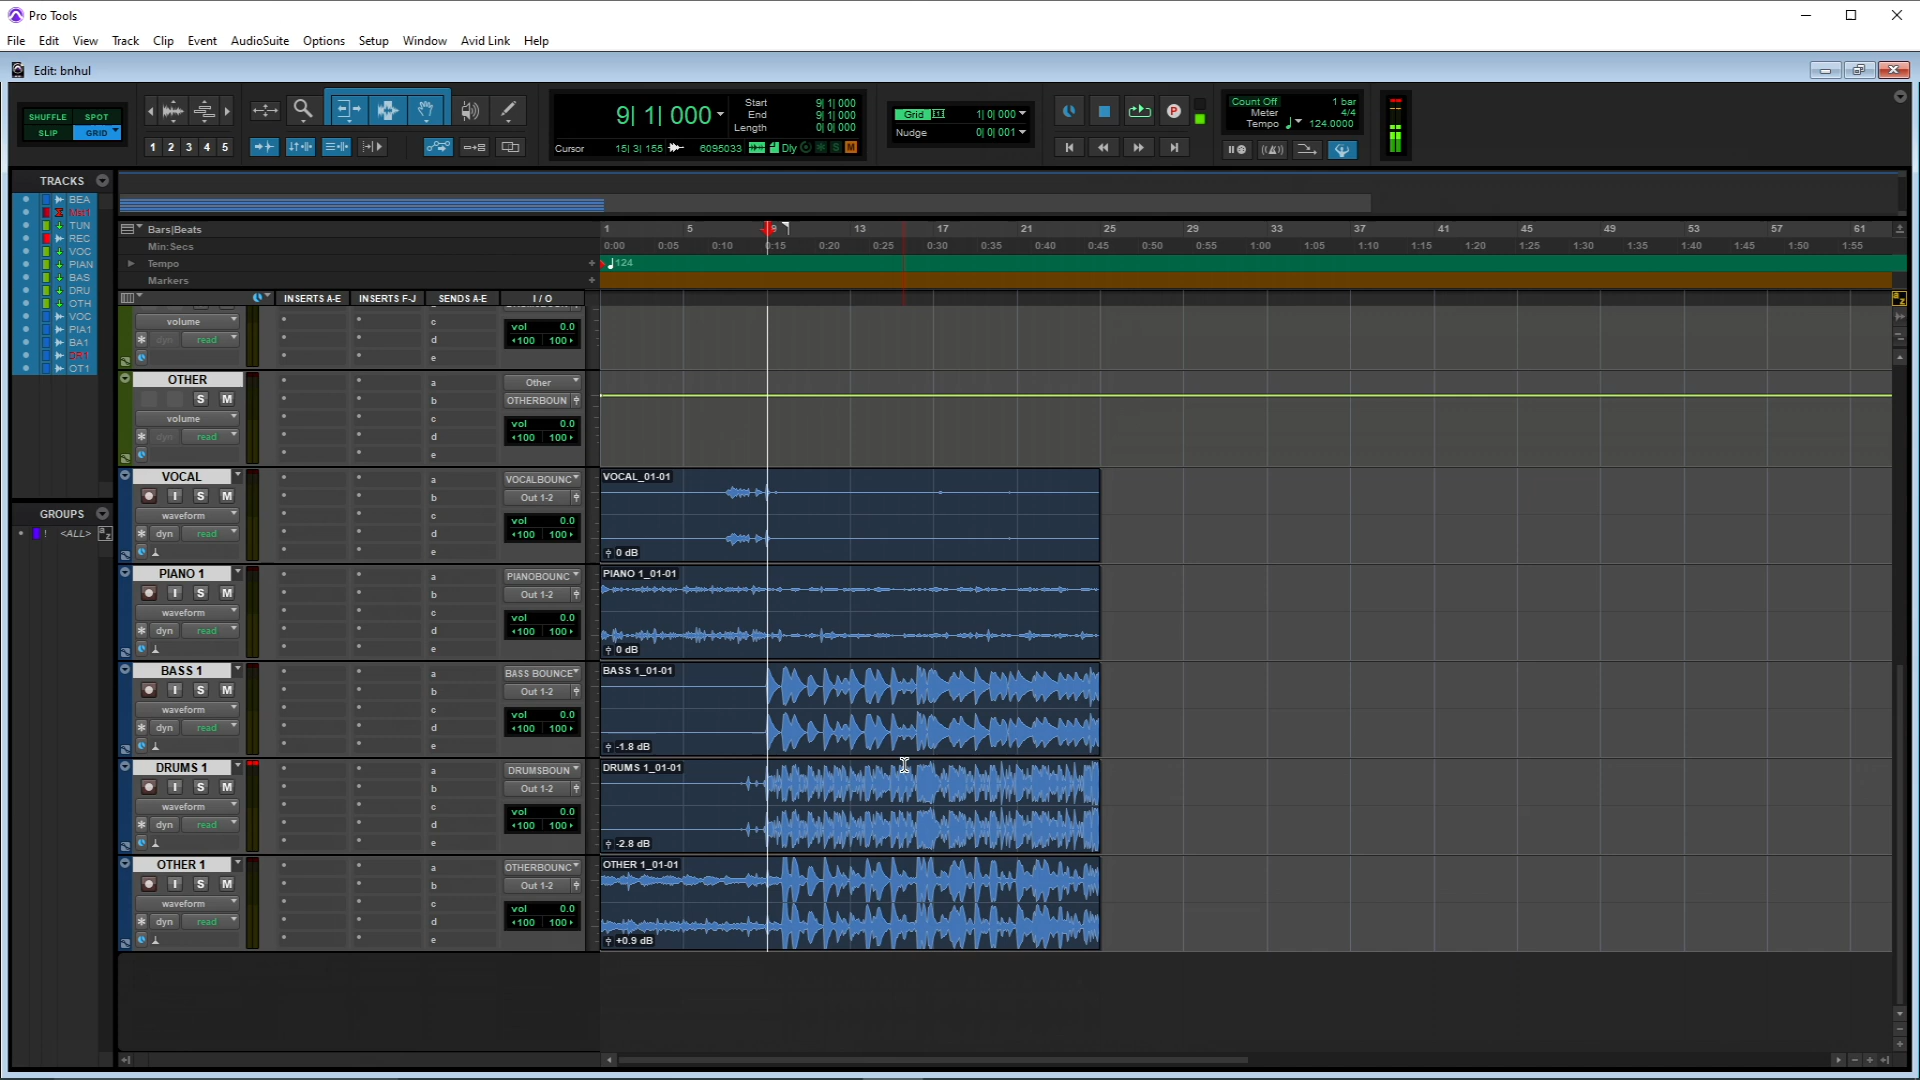 Pro Tools
File Edit View Track Clip Event AudioSuite Options Setup Window Avid Link Help
Edit: bnhul
SHUFFLE SPOT
SLIP GRID
1 2 3 4 5
9| 1| 000
Start 9| 1| 000
End 9| 1| 000
Length 0| 0| 000
Cursor 15| 3| 155 6095033 Dly S M
Grid 1| 0| 000
Nudge 0| 0| 001
Count Off 1 bar
Meter 4/4
Tempo 124.0000
TRACKS
BEA
TUN
REC
VOC
PIAN
BAS
DRU
OTH
VOC
PIA1
BA1
DR1
OT1
GROUPS
! <ALL> a z
Bars|Beats 1 5 9 13 17 21 25 29 33 37 41 45 49 53 57 61
Min:Secs 0:00 0:05 0:10 0:15 0:20 0:25 0:30 0:35 0:40 0:45 0:50 0:55 1:00 1:05 1:10 1:15 1:20 1:25 1:30 1:35 1:40 1:45 1:50 1:55
Tempo 124
Markers
INSERTS A-E INSERTS F-J SENDS A-E I / O
volume c vol 0.0
dyn read d 100 100
e
OTHER a Other
S M b OTHERBOUN
volume c vol 0.0
dyn read d 100 100
e
VOCAL a VOCALBOUNC VOCAL_01-01
I S M b Out 1-2
waveform c vol 0.0
dyn read d 100 100
e 0 dB
PIANO 1 a PIANOBOUNC PIANO 1_01-01
I S M b Out 1-2
waveform c vol 0.0
dyn read d 100 100
e 0 dB
BASS 1 a BASS BOUNCE BASS 1_01-01
I S M b Out 1-2
waveform c vol 0.0
dyn read d 100 100
e -1.8 dB
DRUMS 1 a DRUMSBOUN DRUMS 1_01-01
I S M b Out 1-2
waveform c vol 0.0
dyn read d 100 100
e -2.8 dB
OTHER 1 a OTHERBOUNC OTHER 1_01-01
I S M b Out 1-2
waveform c vol 0.0
dyn read d 100 100
e +0.9 dB